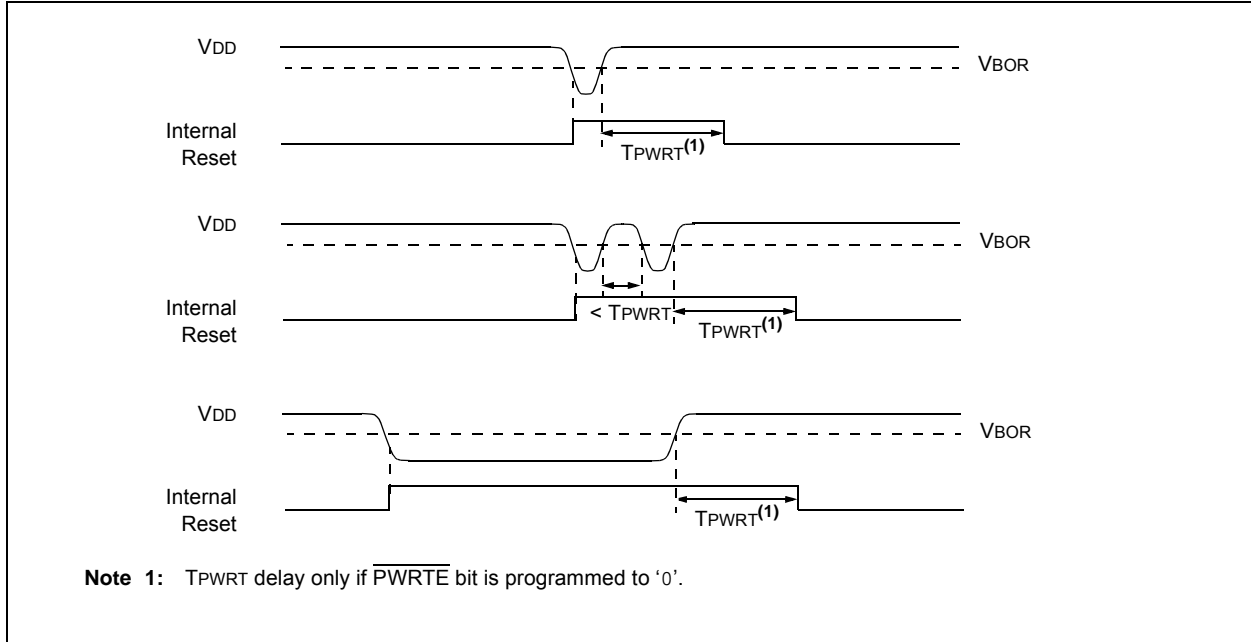 VDD
VBOR
Internal
Reset
TPWRT(1)
VDD
VBOR
Internal
Reset
< TPWRT
TPWRT(1)
VDD
VBOR
Internal
Reset
TPWRT(1)
Note 1: TPWRT delay only if PWRTE bit is programmed to ‘0’.